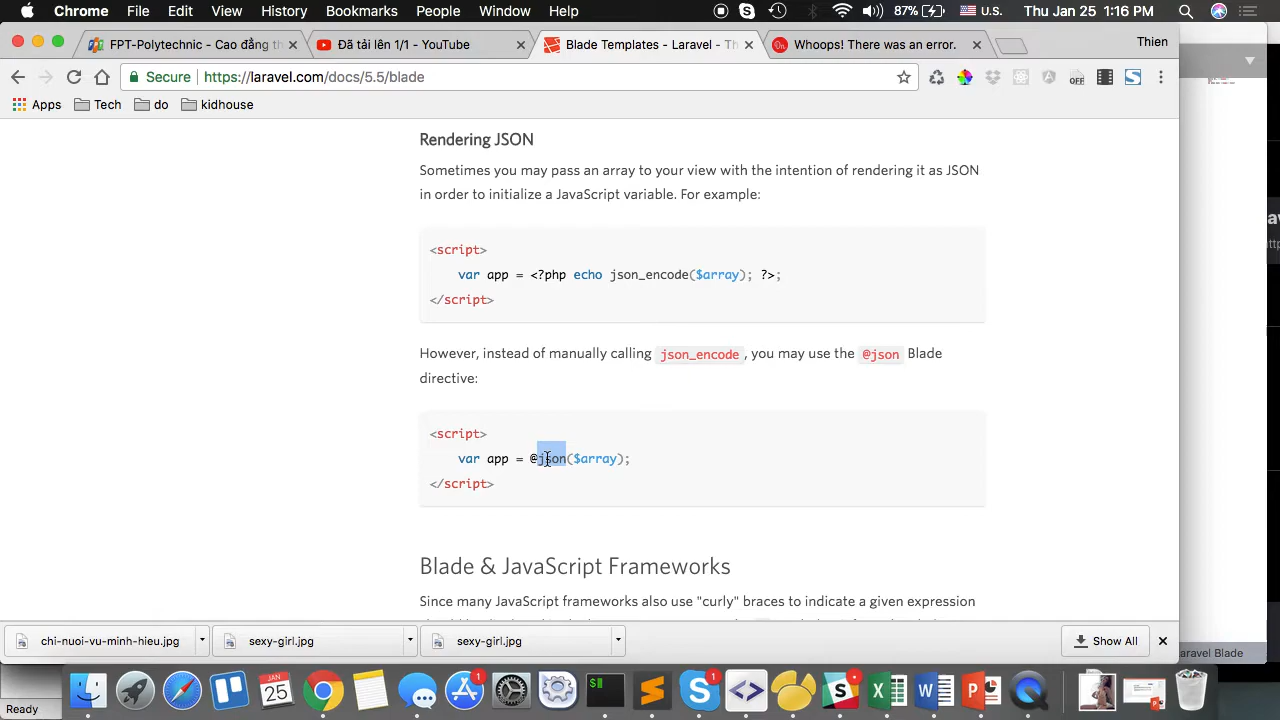 Chrome File Edit View History Bookmarks People Window Help 87% U.S. Thu Jan 25 1:16 PM
FPT-Polytechnic - Cao đẳng th Đã tải lên 1/1 - YouTube Blade Templates - Laravel - Th Whoops! There was an error. Thien
Secure https://laravel.com/docs/5.5/blade OFF
Apps Tech do kidhouse
Rendering JSON
Sometimes you may pass an array to your view with the intention of rendering it as JSON
in order to initialize a JavaScript variable. For example:
<script>
var app = <?php echo json_encode($array); ?>;
</script>
However, instead of manually calling json_encode, you may use the @json Blade
directive:
<script>
var app = @json($array);
</script>
Blade & JavaScript Frameworks
Since many JavaScript frameworks also use "curly" braces to indicate a given expression
chi-nuoi-vu-minh-hieu.jpg sexy-girl.jpg sexy-girl.jpg Show All
aravel Blade
JAN
25
1
1
Ready